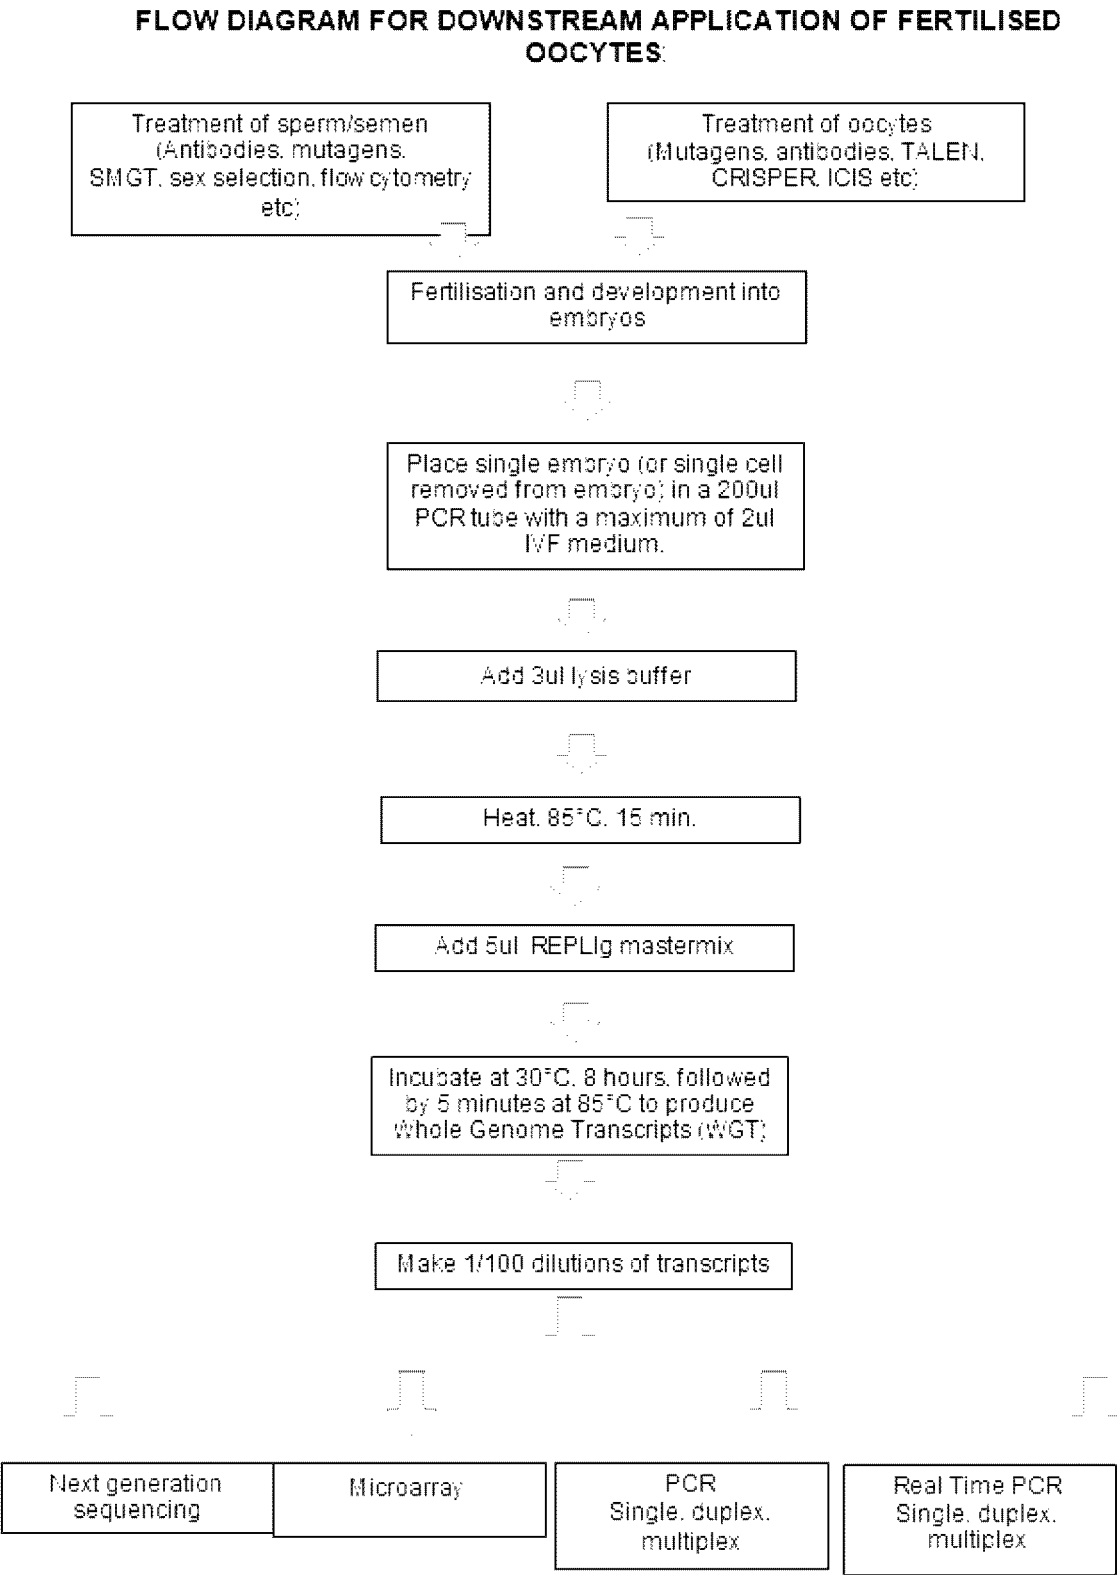 FLOW DIAGRAM FOR DOWNSTREAM APPLICATION OF FERTILISED
OOCYTES:
Treatment of sperm/semen
(Antibodies, mutagens,
SMGT, sex selection, flow cytometry
etc)
Treatment of oocytes
(Mutagens, antibodies, TALEN,
CRISPER, ICIS etc)
Fertilisation and development into
embryos
Place single embryo (or single cell
removed from embryo) in a 200ul
PCR tube with a maximum of 2ul
IVF medium.
Add 3ul lysis buffer
Heat, 85°C, 15 min.
Add 5ul REPLIg mastermix
Incubate at 30°C, 8 hours, followed
by 5 minutes at 85°C to produce
Whole Genome Transcripts (WGT)
Make 1/100 dilutions of transcripts
Next generation
sequencing
Microarray
PCR
Single, duplex,
multiplex
Real Time PCR
Single, duplex,
multiplex